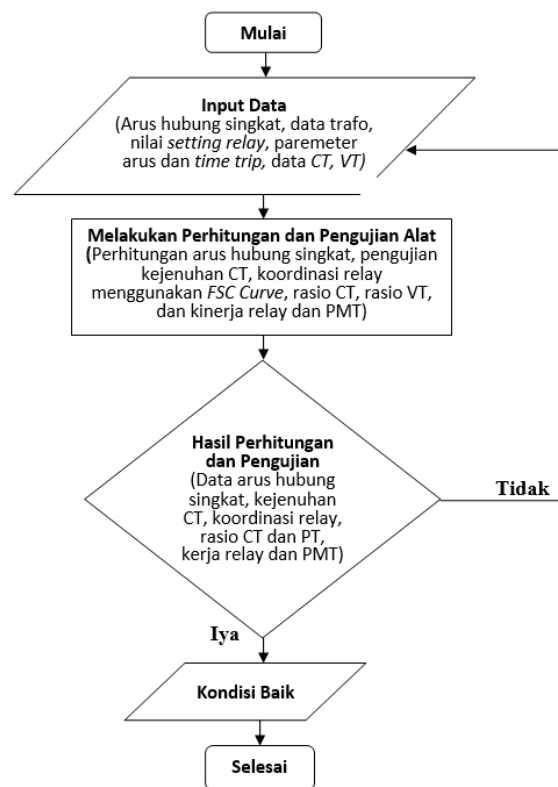 Mulai
Input Data
(Arus hubung singkat, data trafo,
nilai setting relay, paremeter
arus dan time trip, data CT, VT)
Melakukan Perhitungan dan Pengujian Alat
(Perhitungan arus hubung singkat, pengujian
kejenuhan CT, koordinasi relay
menggunakan FSC Curve, rasio CT, rasio VT,
dan kinerja relay dan PMT)
Hasil Perhitungan
dan Pengujian
(Data arus hubung
singkat, kejenuhan
CT, koordinasi relay,
rasio CT dan PT,
kerja relay dan PMT)
Tidak
Iya
Kondisi Baik
Selesai